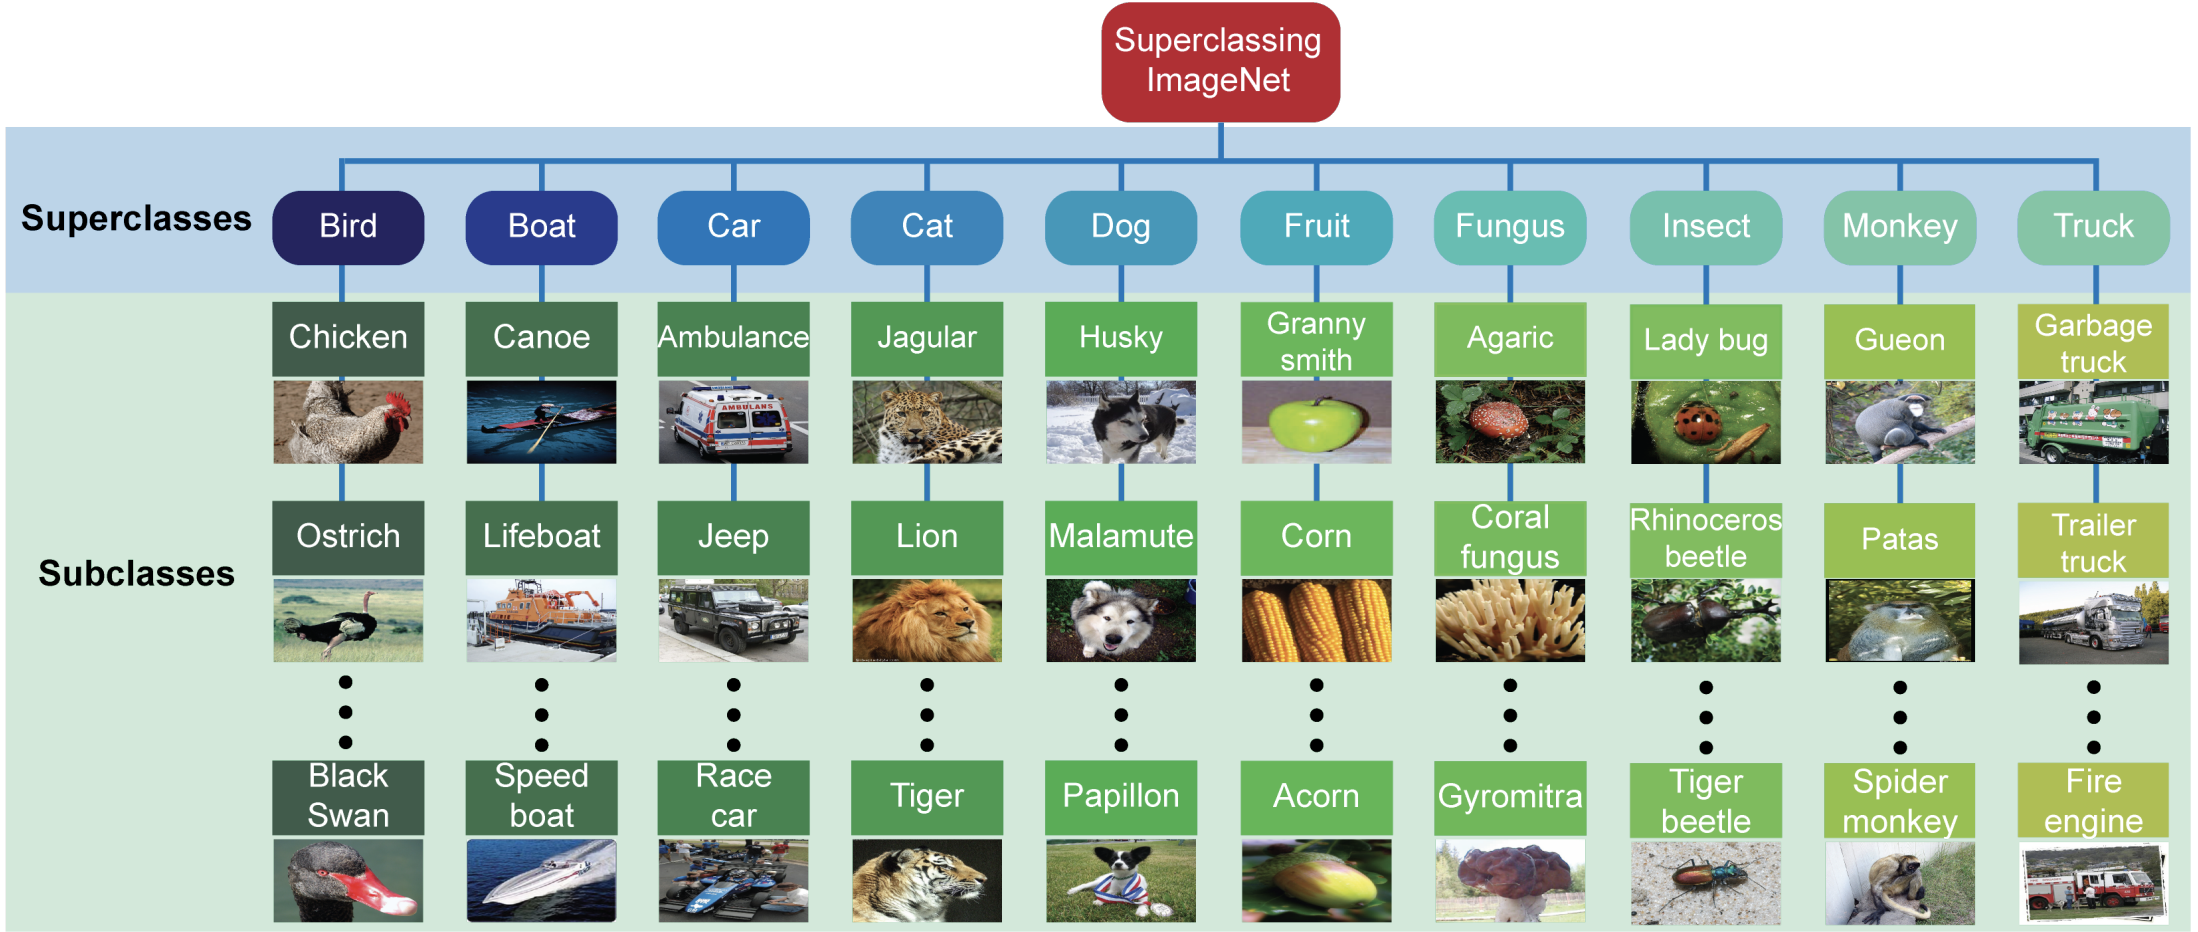 Superclassing
ImageNet
Superclasses
Bird
Boat
Car
Cat
Dog
Fruit
Fungus
Insect
Monkey
Truck
Chicken
Canoe
Ambulance
Jagular
Husky
Granny
smith
Agaric
Lady bug
Gueon
Garbage
truck
AMBULANS
Subclasses
Ostrich
Lifeboat
Jeep
Lion
Malamute
Corn
Coral
fungus
Rhinoceros
beetle
Patas
Trailer
truck
Black
Swan
Speed
boat
Race
car
Tiger
Papillon
Acorn
Gyromitra
Tiger
beetle
Spider
monkey
Fire
engine